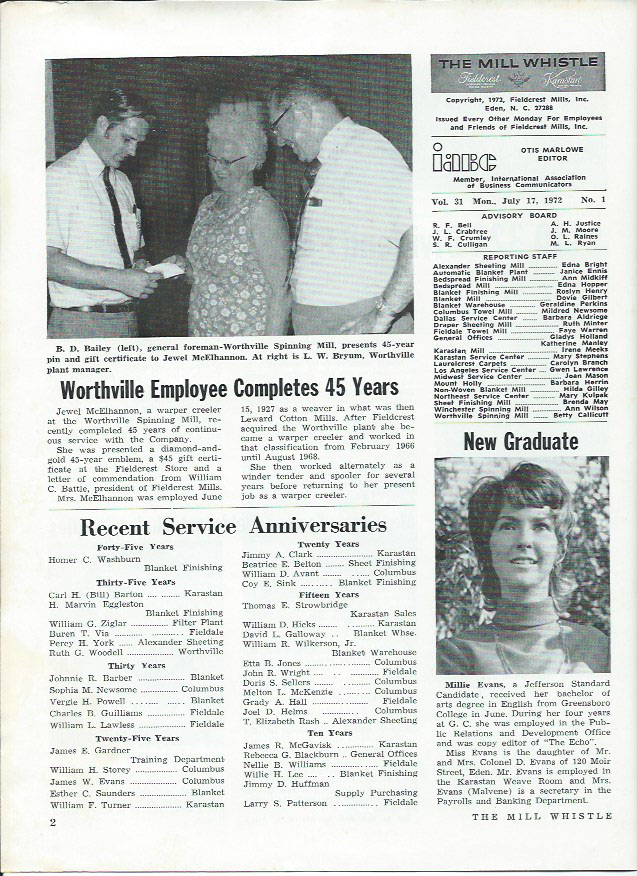 B. D. Bailey (left), general foreman-Worthville Spinning Mill, presents 45-year
pin and gift certificate to Jewel McElhannon. At right is L. W. Bryum, Worthville
plant manager.
Worthville Employee Completes 45 Years
Jewel McElhannon, a warper creeler
at the Worthville Spinning Mill, re-
cently completed 45 years of continu-
ous service with the Company.
She was presented a diamond-and-
gold 45-year emblem, a $45 gift certi-
ficate at the Fieldcrest Store and a
letter of commendation from William
C. Battle, president of Fieldcrest Mills.
Mrs. McElhannon was employed June
15, 1927 as a weaver in what was then
Leward Cotton Mills. After Fieldcrest
acquired the Worthville plant she be-
came a warper creeler and worked in
that classification from February 1966
until August 1968.
She then worked alternately as a
winder tender and spooler for several
years before returning to her present
job as a warper creeler.
Recent Service Anniversaries
Forty-Five Years
Homer C. Washburn
Blanket Finishing
Thirty-Five Years
Carl H. (Bill) Barton ... Karastan
H. Marvin Eggleston
Blanket Finishing
William G. Ziglar ... Filter Plant
Buren T. Via ... Fieldale
Percy H. York ... Alexander Sheeting
Ruth G. Woodell ... Worthville
Thirty Years
Johnnie R. Barber ... Blanket
Sophia M. Newsome ... Columbus
Vergie H. Powell ... Blanket
Charles B. Guilliams ... Fieldale
William L. Lawless ... Fieldale
Twenty-Five Years
James E. Gardner
Training Department
William H. Storey ... Columbus
James W. Evans ... Columbus
Esther C. Saunders ... Blanket
William F. Turner ... Karastan
Twenty Years
Jimmy A. Clark ... Karastan
Beatrice E. Belton ... Sheet Finishing
William D. Avant ... Columbus
Coy E. Sink ... Blanket Finishing
Fifteen Years
Thomas E. Strowbridge
Karastan Sales
William D. Hicks ... Karastan
David L. Galloway .. Blanket Whse.
William R. Wilkerson, Jr.
Blanket Warehouse
Etta B. Jones ... Columbus
John R. Wright ... Fieldale
Doris S. Sellers ... Columbus
Melton L. McKenzie ... Columbus
Grady A. Hall ... Fieldale
Joel D. Helms ... Columbus
T. Elizabeth Rash .. Alexander Sheeting
Ten Years
James R. McGavisk ... Karastan
Rebecca G. Blackburn .. General Offices
Nellie B. Williams ... Fieldale
Willie H. Lee ... Blanket Finishing
Jimmy D. Huffman
Supply Purchasing
Larry S. Patterson ... Fieldale
THE MILL WHISTLE
Fieldcrest Karastan
Copyright, 1972, Fieldcrest Mills, Inc.
Eden, N. C. 27288
Issued Every Other Monday For Employees
and Friends of Fieldcrest Mills, Inc.
iabc
OTIS MARLOWE
EDITOR
Member, International Association
of Business Communicators
Vol. 31 Mon., July 17, 1972 No. 1
ADVISORY BOARD
R. F. Bell A. H. Justice
J. L. Crabtree J. M. Moore
W. F. Crumley O. L. Raines
S. R. Culligan M. L. Ryan
REPORTING STAFF
Alexander Sheeting Mill ... Edna Bright
Automatic Blanket Plant ... Janice Ennis
Bedspread Finishing Mill ... Ann Midkiff
Bedspread Mill ... Edna Hopper
Blanket Finishing Mill ... Roslyn Henry
Blanket Mill ... Dovie Gilbert
Blanket Warehouse ... Geraldine Perkins
Columbus Towel Mill ... Mildred Newsome
Dallas Service Center ... Barbara Aldriege
Draper Sheeting Mill ... Ruth Minter
Fieldale Towel Mill ... Faye Warren
General Offices ... Gladys Holland
Katherine Manley
Karastan Mill ... Irene Meeks
Karastan Service Center ... Mary Stephens
Laurelcrest Carpets ... Carolyn Branch
Los Angeles Service Center ... Gwen Lawrence
Midwest Service Center ... Joan Mason
Mount Holly ... Barbara Herrin
Non-Woven Blanket Mill ... Hilda Gilley
Northeast Service Center ... Mary Kulpak
Sheet Finishing Mill ... Brenda May
Winchester Spinning Mill ... Ann Wilson
Worthville Spinning Mill ... Betty Callicutt
New Graduate
Millie Evans, a Jefferson Standard
Candidate, received her bachelor of
arts degree in English from Greensboro
College in June. During her four years
at G. C. she was employed in the Pub-
lic Relations and Development Office
and was copy editor of "The Echo".
Miss Evans is the daughter of Mr.
and Mrs. Colonel D. Evans of 120 Moir
Street, Eden. Mr. Evans is employed in
the Karastan Weave Room and Mrs.
Evans (Malvene) is a secretary in the
Payrolls and Banking Department.
2
THE MILL WHISTLE